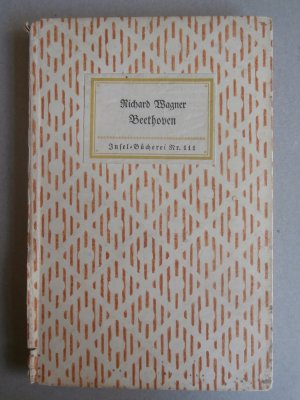 Richard Wagner
Beethoven
Insel-Bücherei Nr. 111